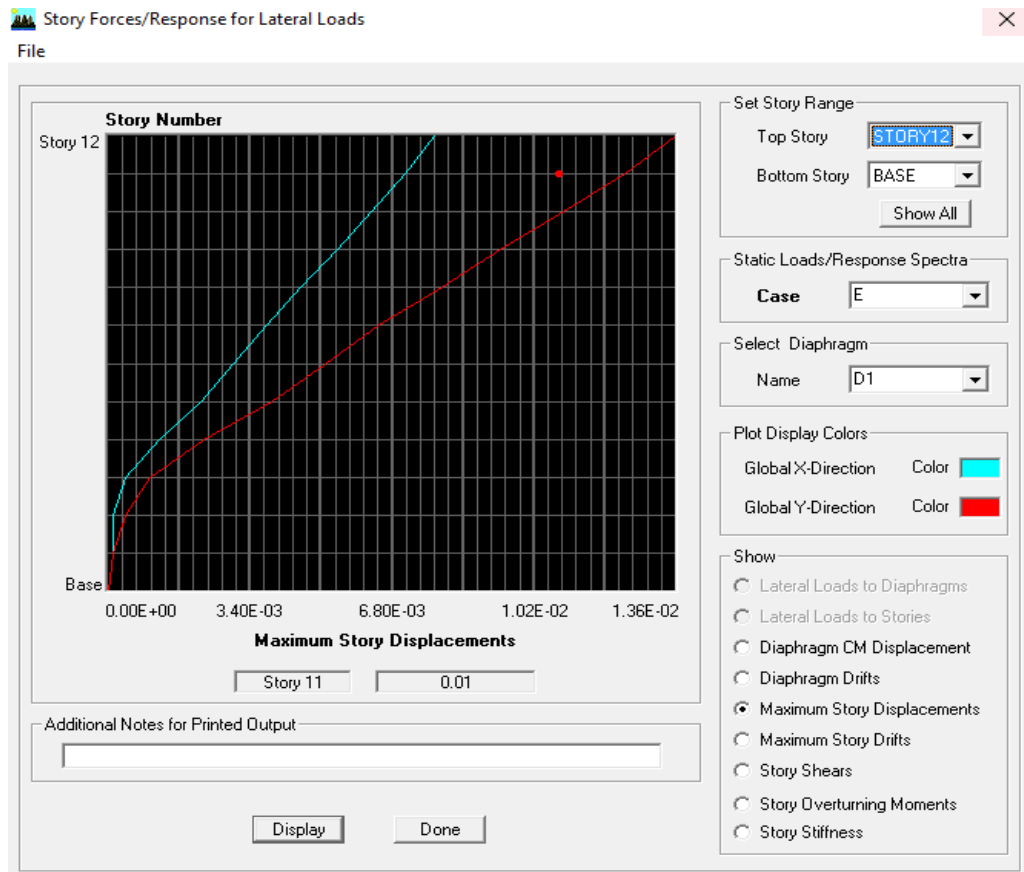 Story Forces/Response for Lateral Loads
File
Story Number
Story 12
Base
0.00E+00 3.40E-03 6.80E-03 1.02E-02 1.36E-02
Maximum Story Displacements
Story 11 0.01
Additional Notes for Printed Output
Display Done
Set Story Range
Top Story STORY12
Bottom Story BASE
Show All
Static Loads/Response Spectra
Case E
Select Diaphragm
Name D1
Plot Display Colors
Global X-Direction Color
Global Y-Direction Color
Show
Lateral Loads to Diaphragms
Lateral Loads to Stories
Diaphragm CM Displacement
Diaphragm Drifts
Maximum Story Displacements
Maximum Story Drifts
Story Shears
Story Overturning Moments
Story Stiffness